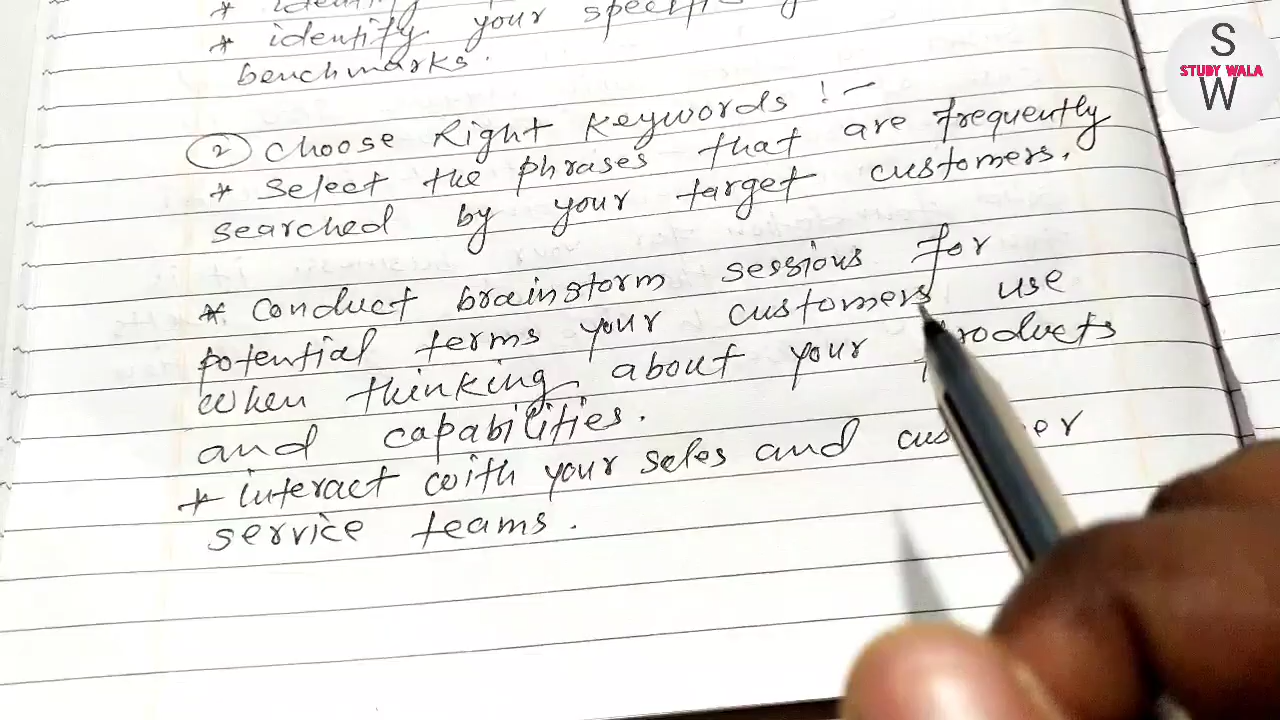 * identify
* identify your
benchmarks.
② choose Right Keywords :-
* select the phrases that are frequently
searched by your target customers.
* conduct brainstorm sessions for
potential terms your customers use
when thinking about your products
and capabilities.
* interact with your sales and
service teams.
S
STUDY WALA
W